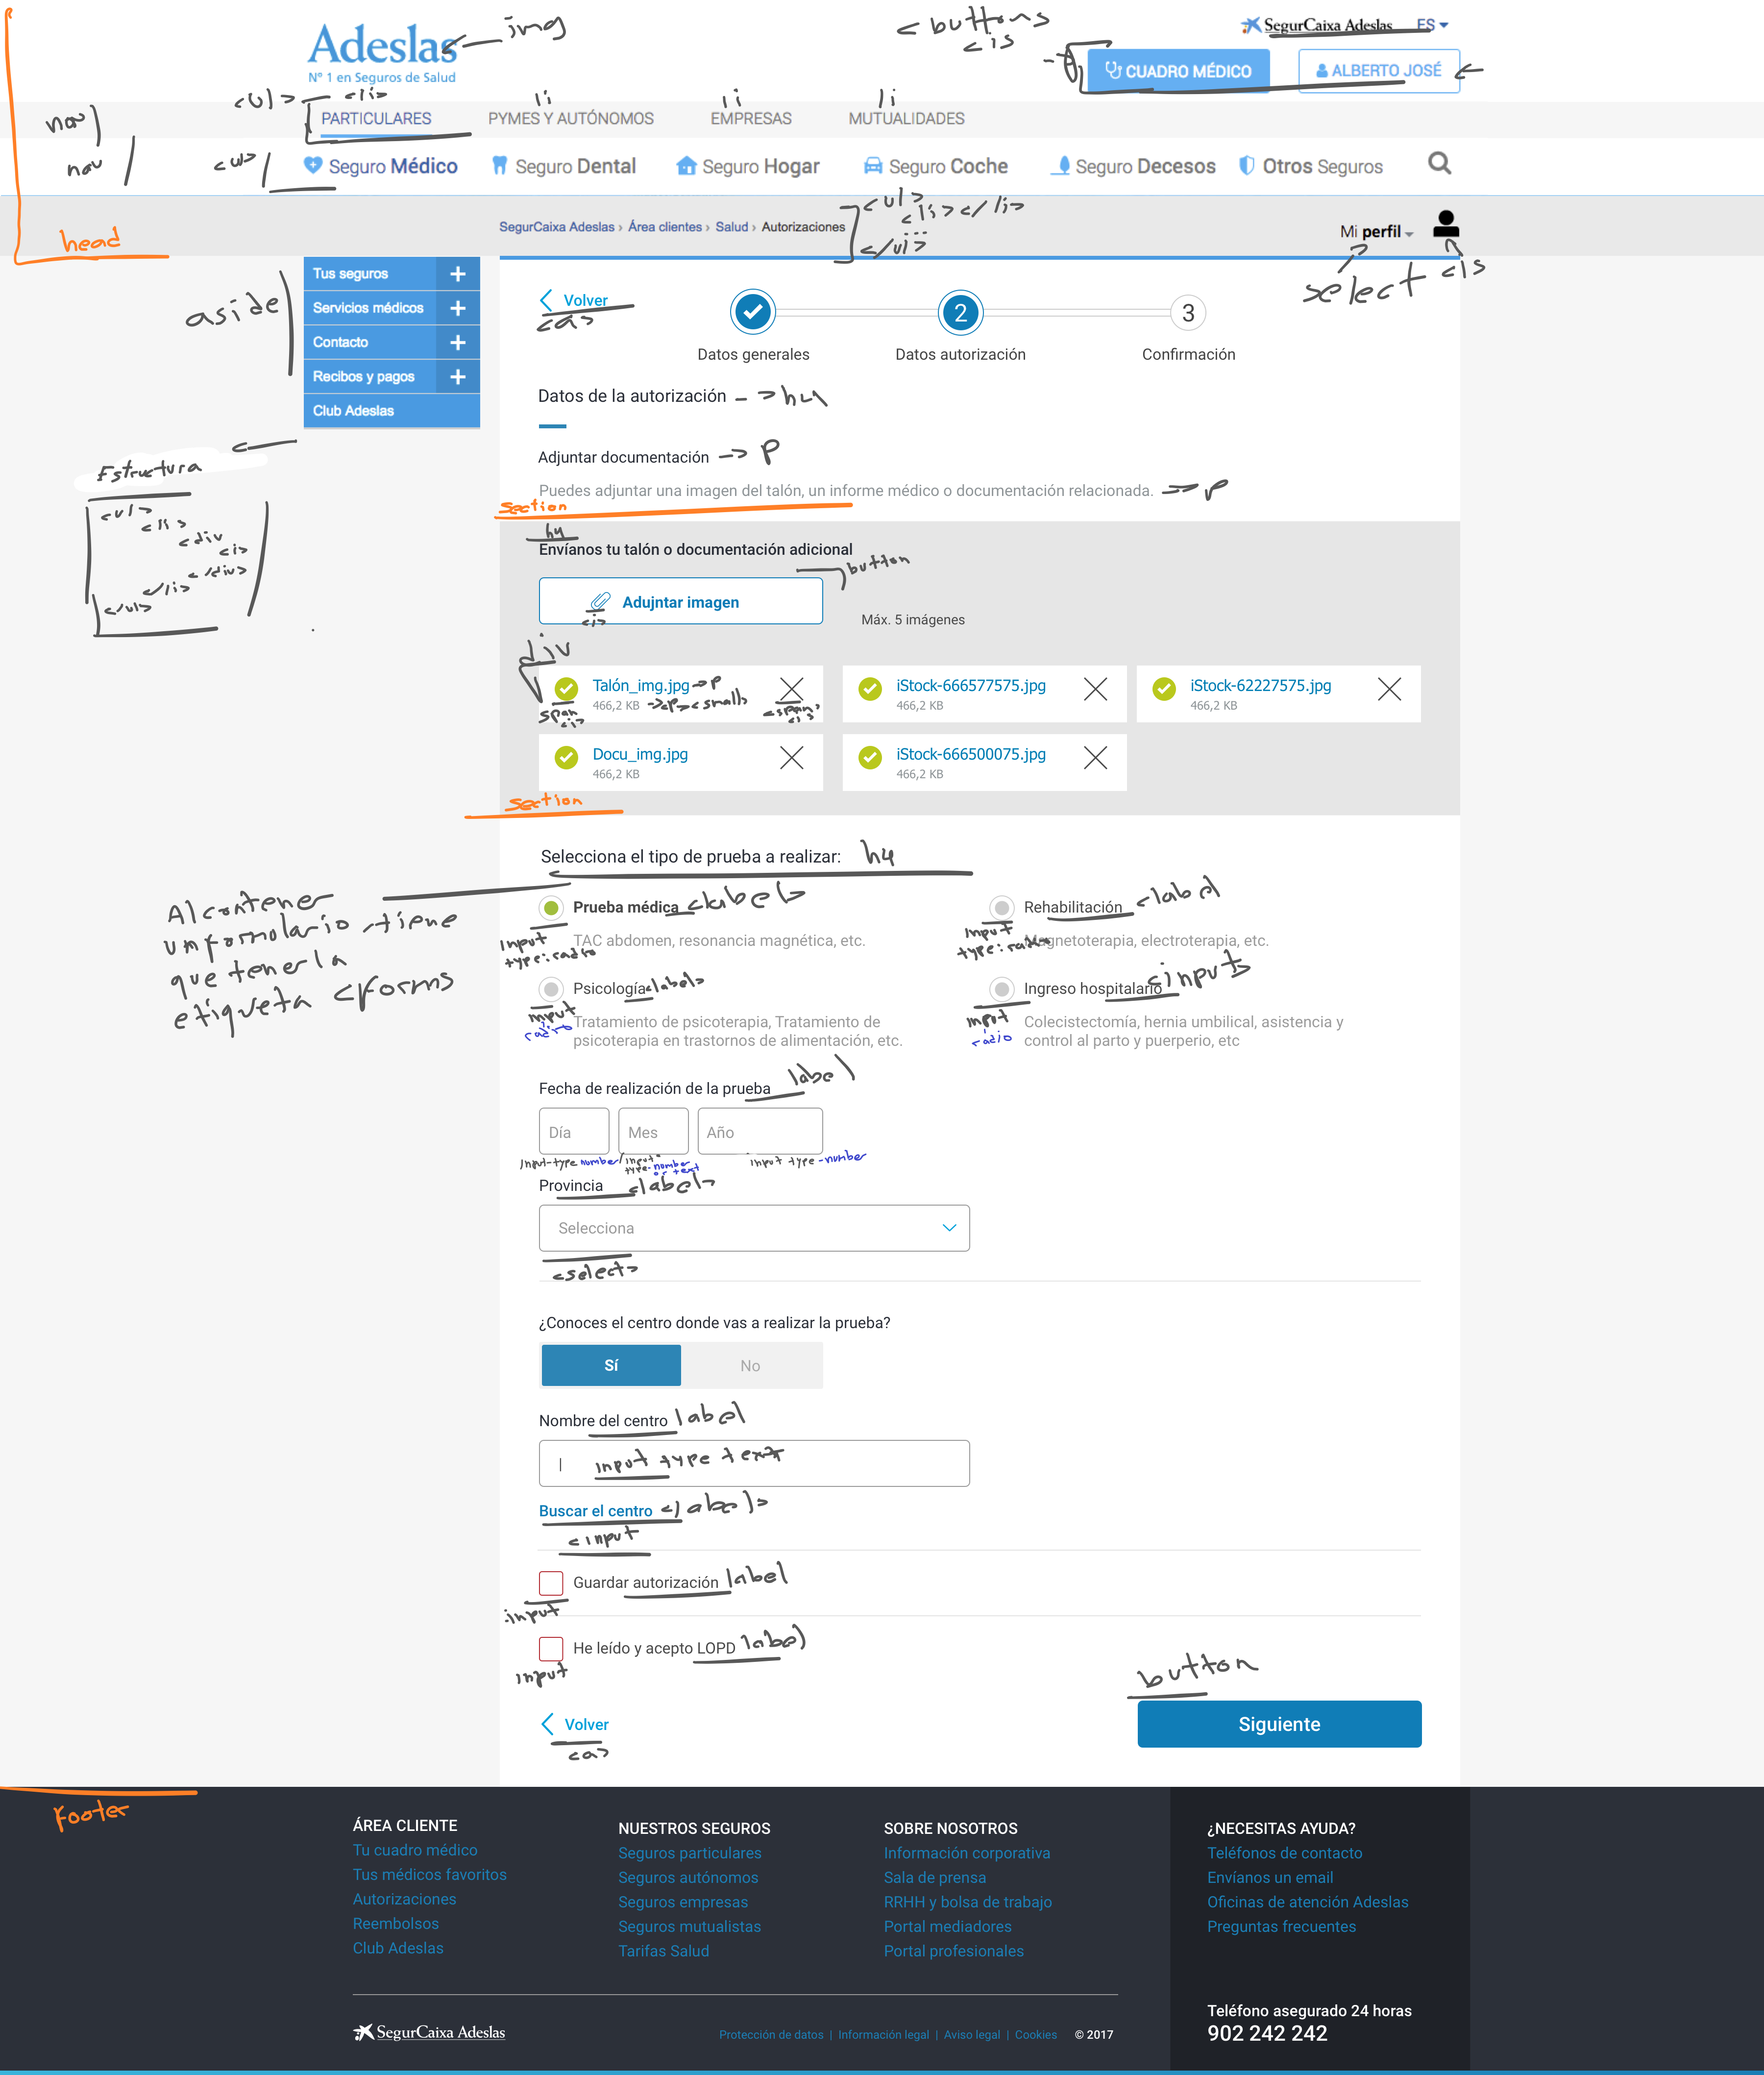 Adeslas
Nº 1 en Seguros de Salud
img
< buttons
<i>
SegurCaixa Adeslas
ES
CUADRO MÉDICO
ALBERTO JOSÉ
<ul>
<li>
li
li
li
nav
PARTICULARES
PYMES Y AUTÓNOMOS
EMPRESAS
MUTUALIDADES
nav
<ul>
Seguro Médico
Seguro Dental
Seguro Hogar
Seguro Coche
Seguro Decesos
Otros Seguros
head
SegurCaixa Adeslas › Área clientes › Salud › Autorizaciones
<ul>
<li></li>
...
</ul>
Mi perfil
select
<i>
aside
Tus seguros
Servicios médicos
Contacto
Recibos y pagos
Club Adeslas
Volver
<a>
2
3
Datos generales
Datos autorización
Confirmación
Datos de la autorización
h4
Adjuntar documentación
p
Puedes adjuntar una imagen del talón, un informe médico o documentación relacionada.
p
Estructura
<ul>
<li>
<div
<i>
</div>
</li>
</ul>
section
h4
Envíanos tu talón o documentación adicional
button
Adujntar imagen
<i>
Máx. 5 imágenes
div
Talón_img.jpg
p
466,2 KB
<p><small>
span
<i>
<span>
<i>
iStock-666577575.jpg
466,2 KB
iStock-62227575.jpg
466,2 KB
Docu_img.jpg
466,2 KB
iStock-666500075.jpg
466,2 KB
section
Selecciona el tipo de prueba a realizar:
h4
Al contener
un formulario, tiene
que tener la
etiqueta <form>
Prueba médica
<label>
input
type:radio
TAC abdomen, resonancia magnética, etc.
Rehabilitación
<label
input
type:radio
Magnetoterapia, electroterapia, etc.
Psicología
<label>
input
radio
Tratamiento de psicoterapia, Tratamiento de
psicoterapia en trastornos de alimentación, etc.
Ingreso hospitalario
<input>
input
radio
Colecistectomía, hernia umbilical, asistencia y
control al parto y puerperio, etc
Fecha de realización de la prueba
label
Día
Mes
Año
input-type number
input
type: number
or text
input type-number
Provincia
<label>
Selecciona
<select>
¿Conoces el centro donde vas a realizar la prueba?
Sí
No
Nombre del centro
label
input type text
Buscar el centro
<label>
<input
Guardar autorización
label
input
He leído y acepto LOPD
label
input
button
Volver
<a>
Siguiente
Footer
ÁREA CLIENTE
Tu cuadro médico
Tus médicos favoritos
Autorizaciones
Reembolsos
Club Adeslas
NUESTROS SEGUROS
Seguros particulares
Seguros autónomos
Seguros empresas
Seguros mutualistas
Tarifas Salud
SOBRE NOSOTROS
Información corporativa
Sala de prensa
RRHH y bolsa de trabajo
Portal mediadores
Portal profesionales
¿NECESITAS AYUDA?
Teléfonos de contacto
Envíanos un email
Oficinas de atención Adeslas
Preguntas frecuentes
Teléfono asegurado 24 horas
902 242 242
SegurCaixa Adeslas
Protección de datos | Información legal | Aviso legal | Cookies © 2017